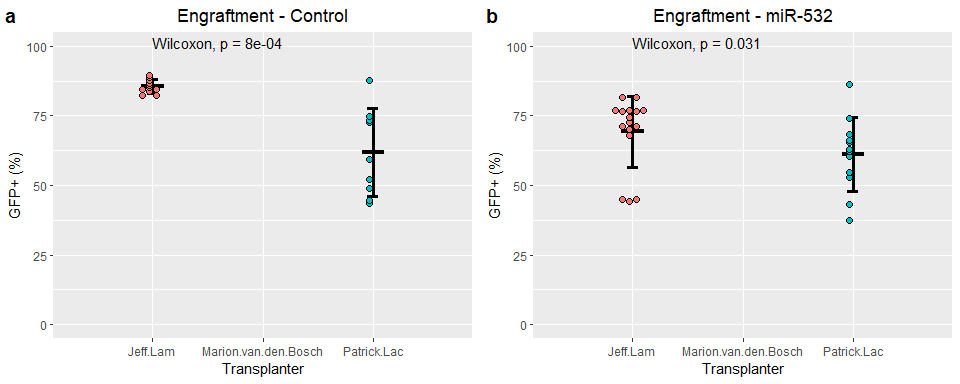 a
Engraftment - Control
Wilcoxon, p = 8e-04
100
75
50
25
0
GFP+ (%)
Jeff.Lam
Marion.van.den.Bosch
Patrick.Lac
Transplanter
b
Engraftment - miR-532
Wilcoxon, p = 0.031
100
75
50
25
0
GFP+ (%)
Jeff.Lam
Marion.van.den.Bosch
Patrick.Lac
Transplanter